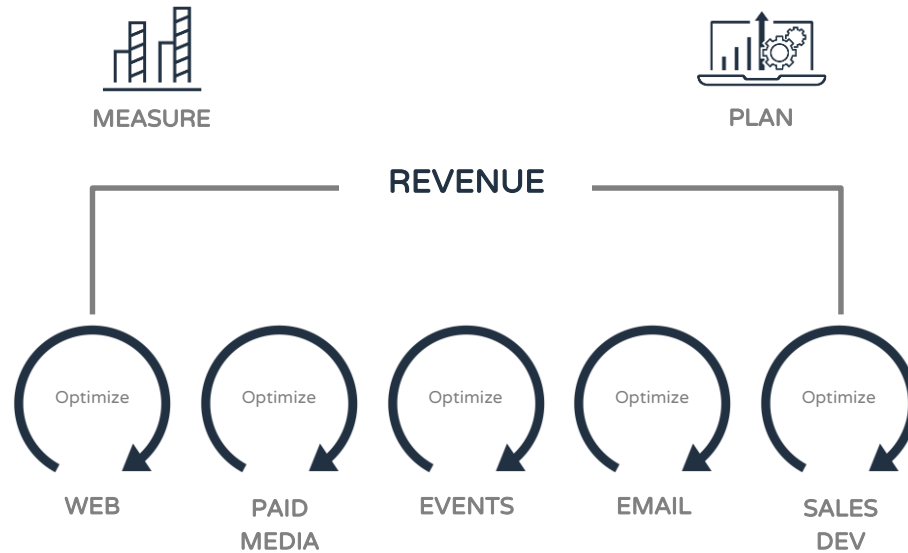 MEASURE
PLAN
REVENUE
Optimize
Optimize
Optimize
Optimize
Optimize
WEB
PAID
MEDIA
EVENTS
EMAIL
SALES
DEV